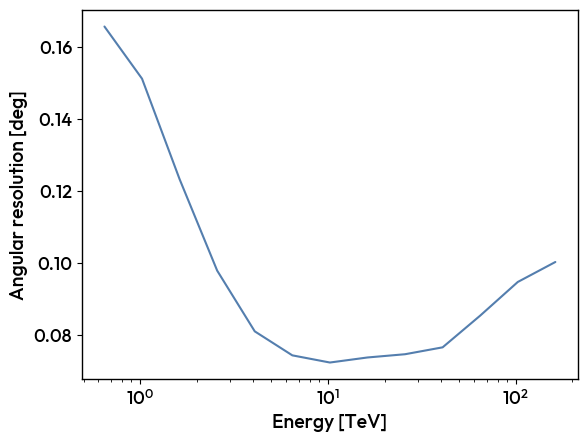 0.16
0.14
0.12
0.10
0.08
Angular resolution [deg]
10⁰ 10¹ 10²
Energy [TeV]